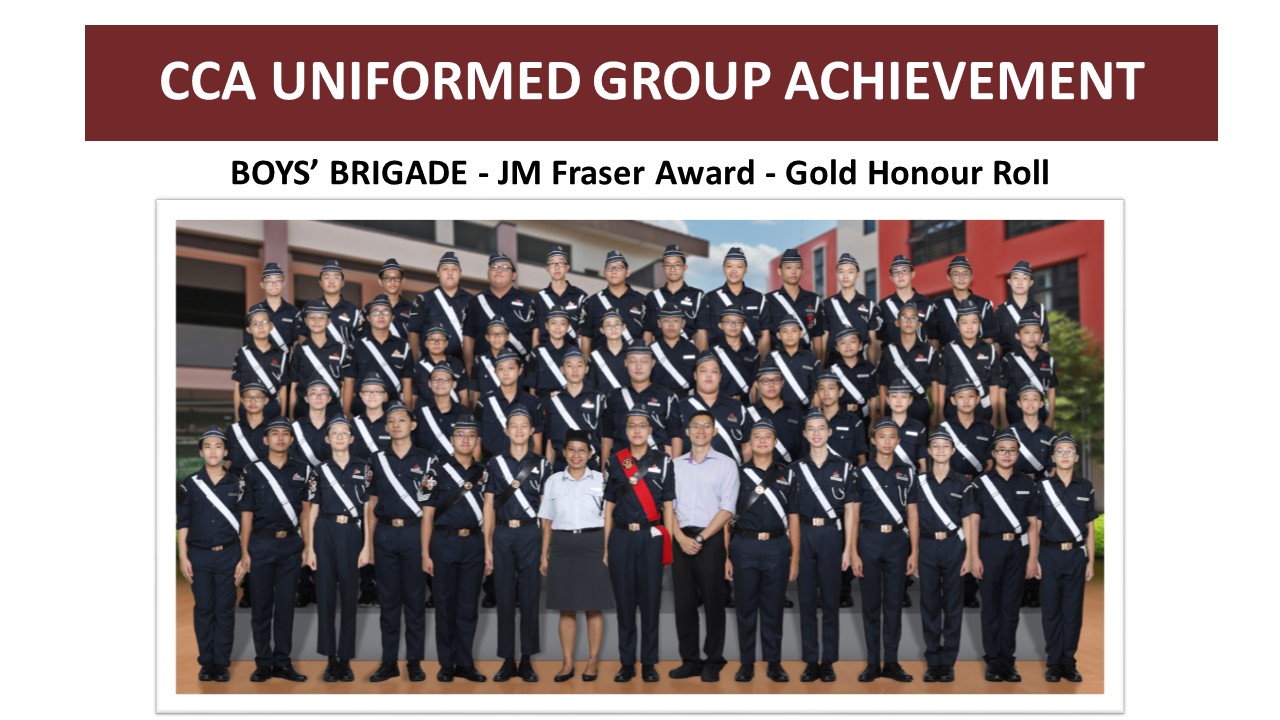 CCA UNIFORMED GROUP ACHIEVEMENT
BOYS’ BRIGADE - JM Fraser Award - Gold Honour Roll